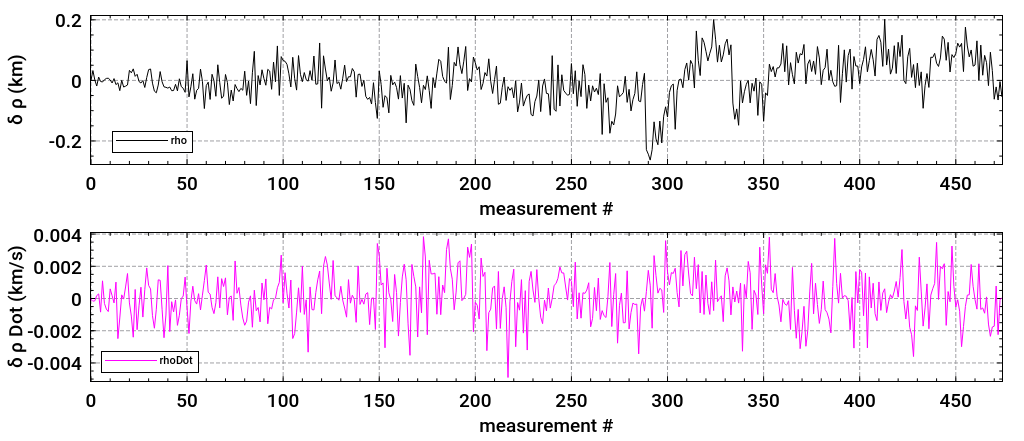 0.2
0
-0.2
δ ρ (km)
rho
0 50 100 150 200 250 300 350 400 450
measurement #
0.004
0.002
0
-0.002
-0.004
δ ρ Dot (km/s)
rhoDot
0 50 100 150 200 250 300 350 400 450
measurement #